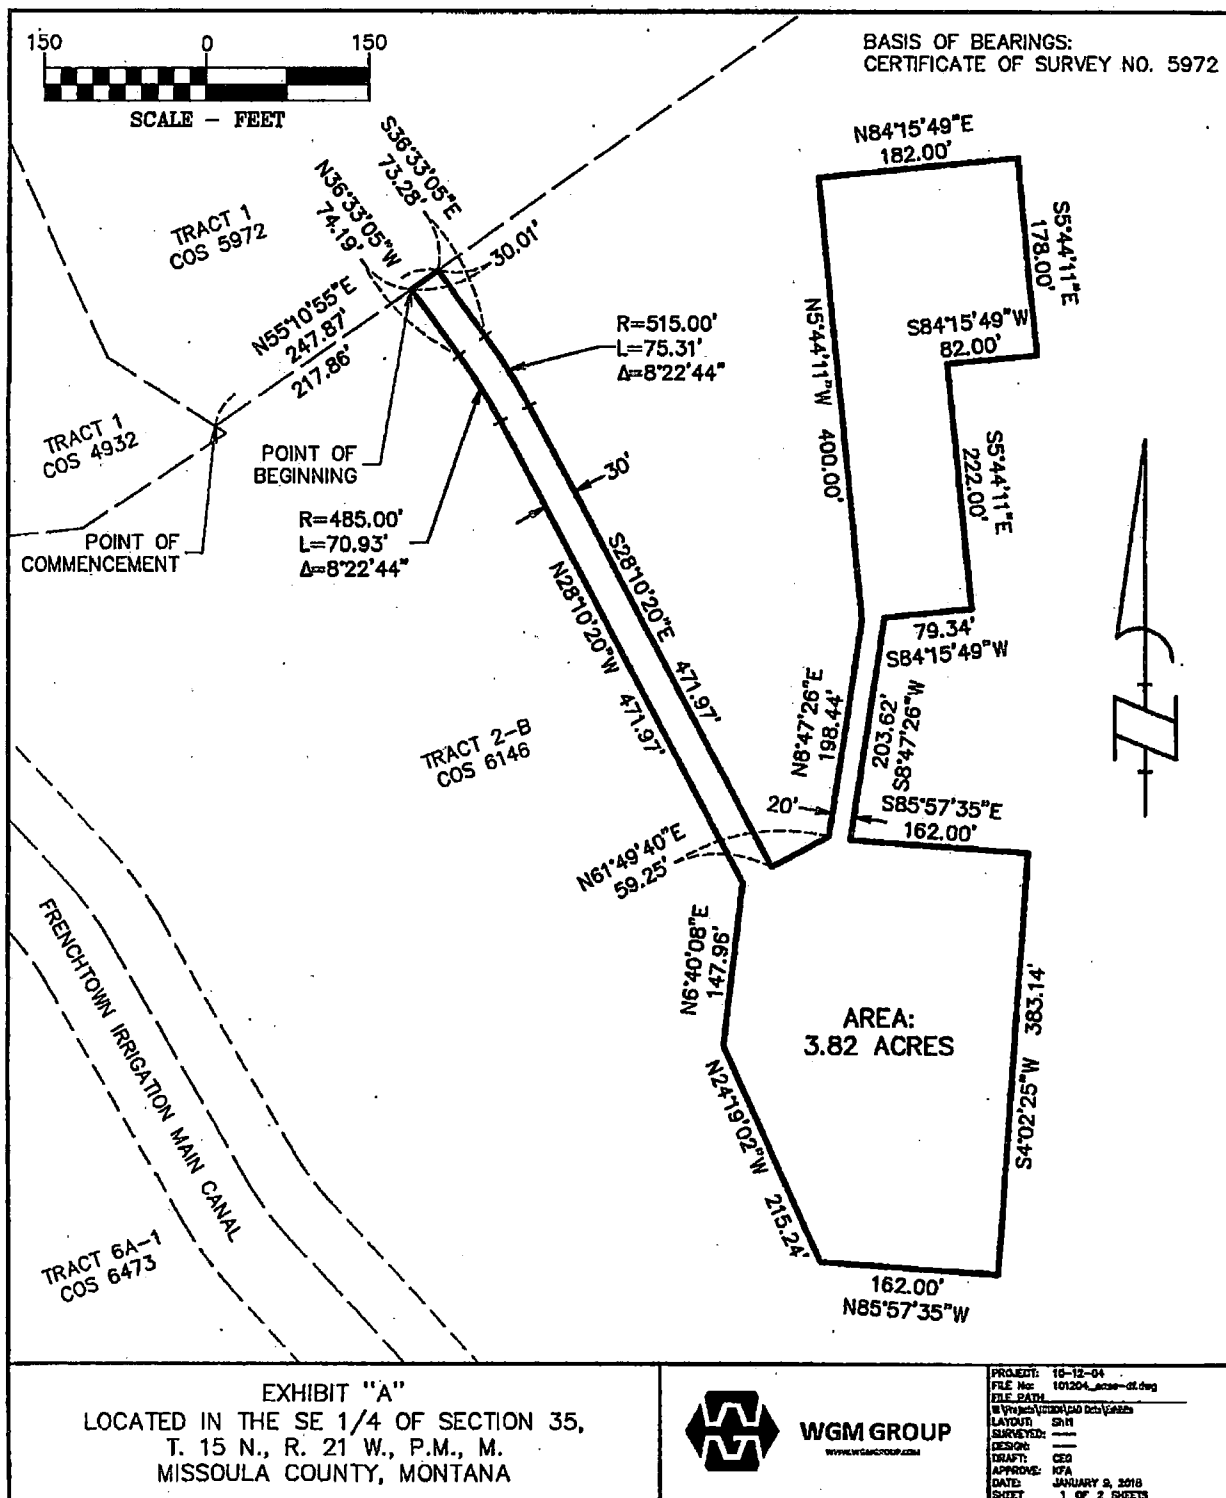 150 0 150
SCALE - FEET
BASIS OF BEARINGS:
CERTIFICATE OF SURVEY NO. 5972
N84°15'49"E
182.00'
S5°44'11"E
178.00'
S84°15'49"W
82.00'
S5°44'11"E
222.00'
N5°44'11"W 400.00'
79.34'
S84°15'49"W
N8°47'26"E
198.44'
203.62'
S8°47'26"W
20'
S85°57'35"E
162.00'
S36°33'05"E
73.28'
N36°33'05"W
74.19'
30.01'
TRACT 1
COS 5972
N55°10'55"E
247.87'
217.86'
R=515.00'
L=75.31'
Δ=8°22'44"
TRACT 1
COS 4932
POINT OF
BEGINNING
30'
R=485.00'
L=70.93'
Δ=8°22'44"
POINT OF
COMMENCEMENT
S28°10'20"E 471.97'
N28°10'20"W 471.97'
TRACT 2-B
COS 6146
N61°49'40"E
59.25'
N6°40'08"E
147.96'
AREA:
3.82 ACRES
S4°02'25"W 383.14'
N24°19'02"W 215.24'
162.00'
N85°57'35"W
FRENCHTOWN IRRIGATION MAIN CANAL
TRACT 6A-1
COS 6473
EXHIBIT "A"
LOCATED IN THE SE 1/4 OF SECTION 35,
T. 15 N., R. 21 W., P.M., M.
MISSOULA COUNTY, MONTANA
WGM GROUP
WWW.WGMGROUP.COM
PROJECT: 10-12-04
FILE No:
FILE PATH
LAYOUT: Sht1
SURVEYED: ----
DESIGN: ----
DRAFT: CEG
APPROVE: KFA
DATE: JANUARY 9, 2018
SHEET 1 OF 2 SHEETS